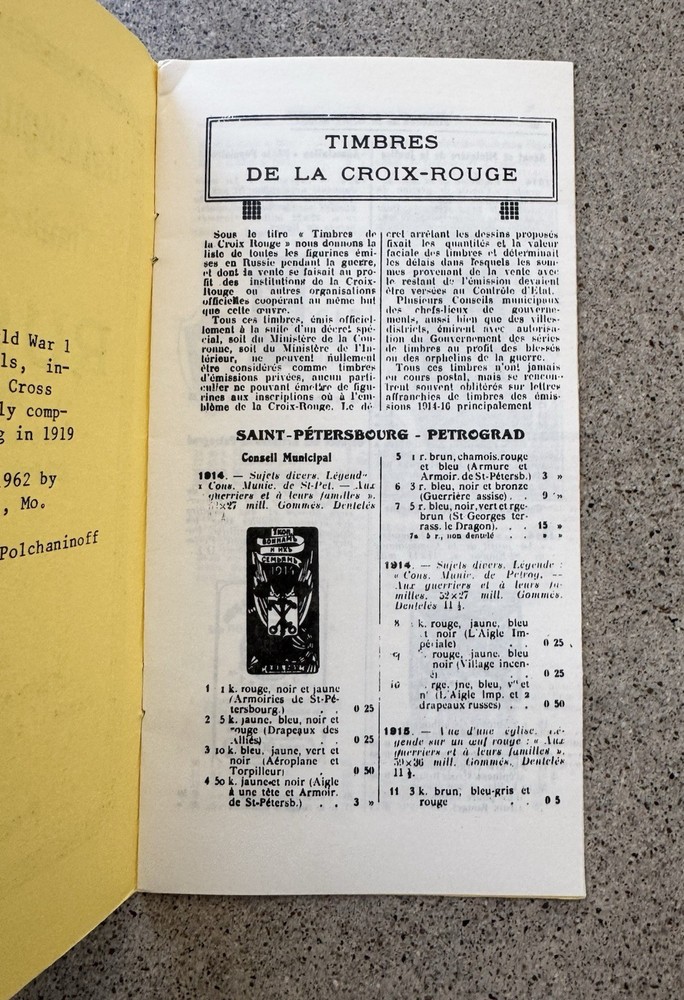 ld War 1
ls, in-
Cross
ly comp-
g in 1919
962 by
, Mo.
Polchaninoff
TIMBRES
DE LA CROIX-ROUGE
Sous le titre « Timbres de
la Croix Rouge » nous donnons la
liste de toutes les figurines émi-
ses en Russie pendant la guerre,
et dont la vente se faisait au pro-
fit des institutions de la Croix-
Rouge ou autres organisations
officielles coopérant au même but
que cette œuvre.
Tous ces timbres, émis officiel-
lement à la suite d'un décret spé-
cial, soit du Ministère de la Cou-
ronne, soit du Ministère de l'In-
térieur, ne peuvent nullement
être considérés comme timbres
d'émissions privées, aucun parti-
culier ne pouvant émettre de figu-
rines aux inscriptions où à l'em-
blème de la Croix-Rouge. Le dé-
cret arrêtant les dessins proposés
fixait les quantités et la valeur
faciale des timbres et déterminait
les délais dans lesquels les som-
mes provenant de la vente avec
le restant de l'émission devaient
être versées au Contrôle d'Etat.
Plusieurs Conseils municipaux
des chefs-lieux de gouverne-
ments, aussi bien que des villes-
districts, émirent avec autorisa-
tion du Gouvernement des séries
de timbres au profit des blessés
ou des orphelins de la guerre.
Tous ces timbres n'ont jamais
eu cours postal, mais se rencon-
trent souvent oblitérés sur lettres
affranchies de timbres des émis-
sions 1914-16 principalement
SAINT-PÉTERSBOURG - PETROGRAD
Conseil Municipal
1914. — Sujets divers. Légende
Cons. Munic. de St-Pet. — Aux
guerriers et à leurs familles ».
×27 mill. Gommés. Dentelés
ВОИНАМЪ
И ИХЪ
СЕМЬЯМЪ
1914
1 1 k. rouge, noir et jaune
(Armoiries de St-Pé-
tersbourg.) . . 0 25
2 5 k. jaune, bleu, noir et
rouge (Drapeaux des
Alliés) . . 0 25
3 10 k. bleu, jaune, vert et
noir (Aéroplane et
Torpilleur) 0 50
4 50 k. jaune et noir (Aigle
à une tête et Armoir.
de St-Pétersb.) . . 3 »
5 1 r. brun, chamois, rouge
et bleu (Armure et
Armoir. de St-Pétersb.) 3 »
6 3 r. bleu, noir et bronze
(Guerrière assise) . . 9 »
7 5 r. bleu, noir, vert et rge-
brun (St Georges ter-
rass. le Dragon). . . 15 »
7a 5 r., non dentelé . . » »
1914. — Sujets divers. Légende :
« Cons. Munic. de Petrog. —
Aux guerriers et à leurs fa-
milles. 52×27 mill. Gommés.
Dentelés 11 ½.
8 k. rouge, jaune, bleu
et noir (L'Aigle Im-
périale) . . 0 25
9 rouge, jaune, bleu
noir (Village incen-
0 25
10 rge, jne, bleu, vert et
(L'Aigle Imp. et 2
drapeaux russes) . . 0 50
1915. — Vue d'une église, Lé-
gende sur un œuf rouge : « Aux
guerriers et à leurs familles ».
39×36 mill. Gommés. Dentelés
11 ½.
11 3 k. brun, bleu-gris et
rouge . . 0 5